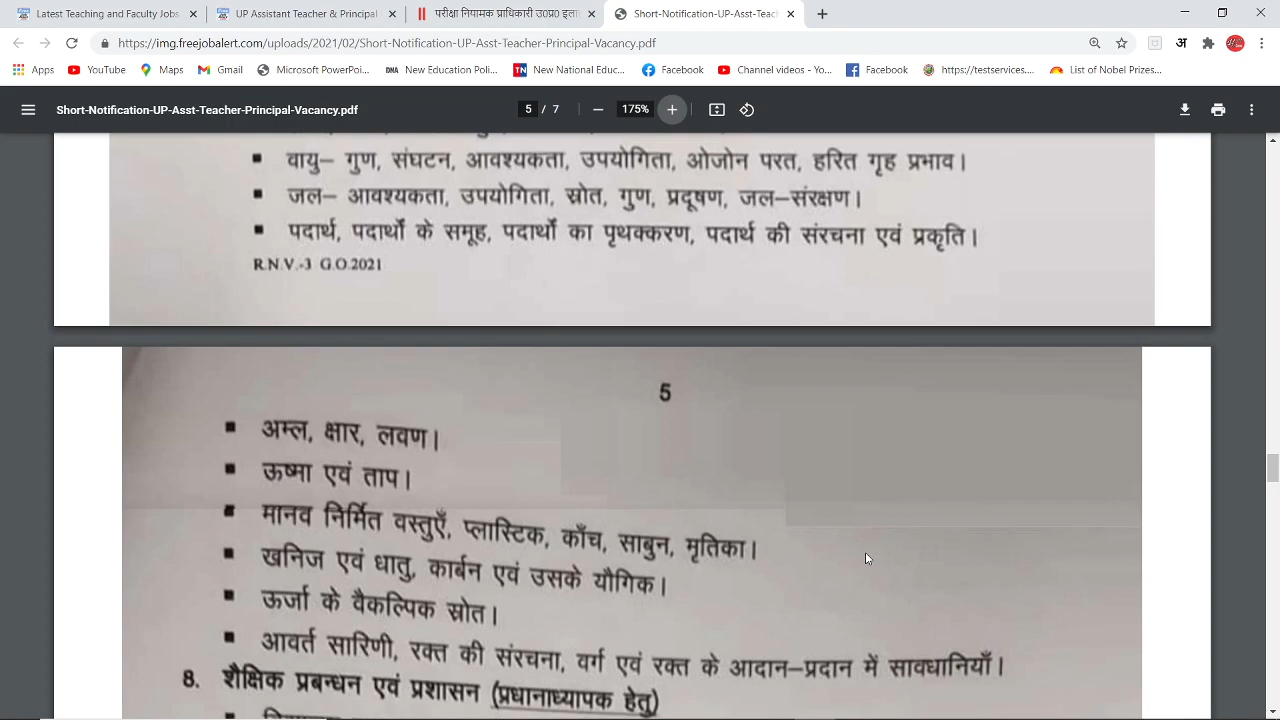 Latest Teaching and Faculty Jobs
UP Assistant Teacher & Principal
परीक्षा नियामक प्राधिकारी उ0प्र0 इला
Short-Notification-UP-Asst-Teac
https://img.freejobalert.com/uploads/2021/02/Short-Notification-UP-Asst-Teacher-Principal-Vacancy.pdf
अ
Apps YouTube Maps Gmail Microsoft PowerPoi... DNA New Education Poli... TN New National Educ... Facebook Channel videos - Yo... Facebook https://testservices.... List of Nobel Prizes...
Short-Notification-UP-Asst-Teacher-Principal-Vacancy.pdf 5 / 7 175%
वायु– गुण, संघटन, आवश्यकता, उपयोगिता, ओजोन परत, हरित गृह प्रभाव।
जल– आवश्यकता, उपयोगिता, स्रोत, गुण, प्रदूषण, जल–संरक्षण।
पदार्थ, पदार्थों के समूह, पदार्थों का पृथक्करण, पदार्थ की संरचना एवं प्रकृति।
R.N.V.-3 G.O.2021
5
अम्ल, क्षार, लवण।
ऊष्मा एवं ताप।
मानव निर्मित वस्तुएँ, प्लास्टिक, काँच, साबुन, मृतिका।
खनिज एवं धातु, कार्बन एवं उसके यौगिक।
ऊर्जा के वैकल्पिक स्रोत।
आवर्त सारिणी, रक्त की संरचना, वर्ग एवं रक्त के आदान–प्रदान में सावधानियाँ।
8. शैक्षिक प्रबन्धन एवं प्रशासन (प्रधानाध्यापक हेतु)